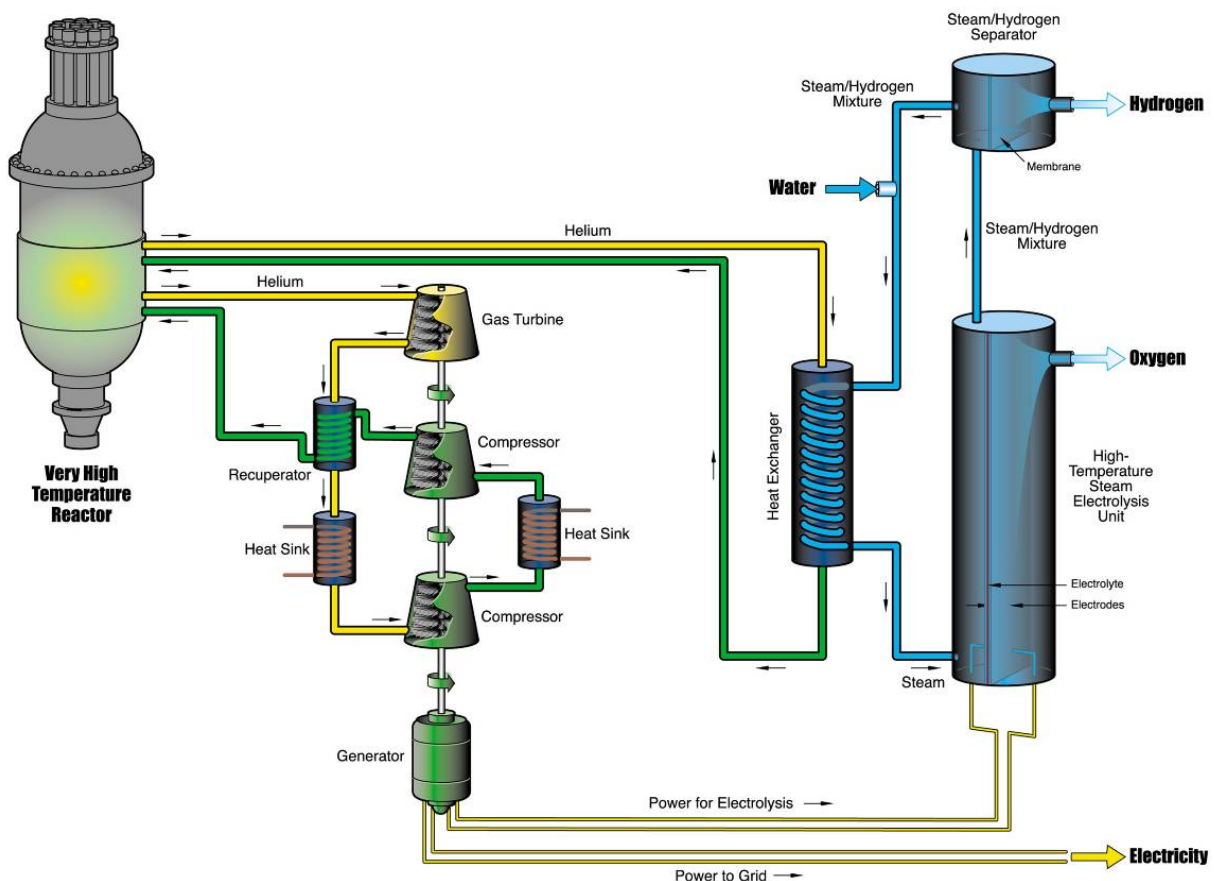 Steam/Hydrogen
Separator
Steam/Hydrogen
Mixture
Hydrogen
Membrane
Water
Steam/Hydrogen
Mixture
Helium
Helium
Gas Turbine
Oxygen
Very High
Temperature
Reactor
Recuperator
Compressor
Heat Exchanger
High-
Temperature
Steam
Electrolysis
Unit
Heat Sink
Heat Sink
Electrolyte
Electrodes
Compressor
Steam
Generator
Power for Electrolysis
Electricity
Power to Grid